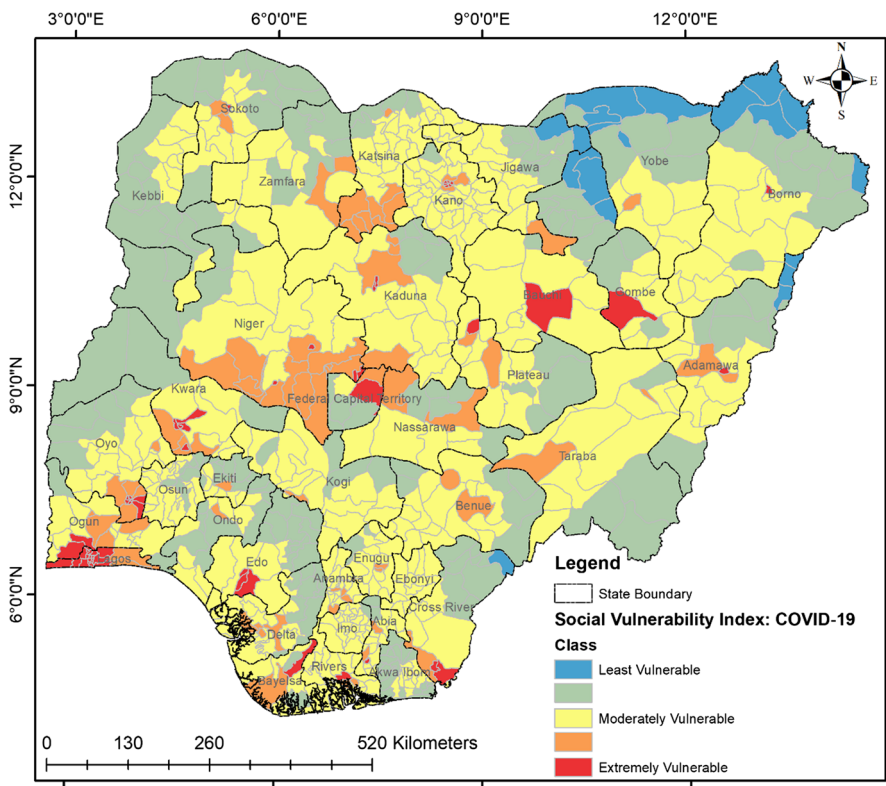 3°0'0"E 6°0'0"E 9°0'0"E 12°0'0"E
N
W E
S
12°0'0"N
9°0'0"N
6°0'0"N
Sokoto
Katsina
Jigawa
Yobe
Zamfara
Kebbi
Kano
Borno
Kaduna
Bauchi
Gombe
Niger
Adamawa
Plateau
Kwara
Federal Capital Territory
Nassarawa
Oyo
Taraba
Ekiti
Kogi
Osun
Benue
Ogun
Ondo
Lagos
Edo
Enugu
Anambra
Ebonyi
Cross River
Delta
Imo
Abia
Rivers
Akwa Ibom
Bayelsa
Legend
State Boundary
Social Vulnerability Index: COVID-19
Class
Least Vulnerable
Moderately Vulnerable
Extremely Vulnerable
0 130 260 520 Kilometers